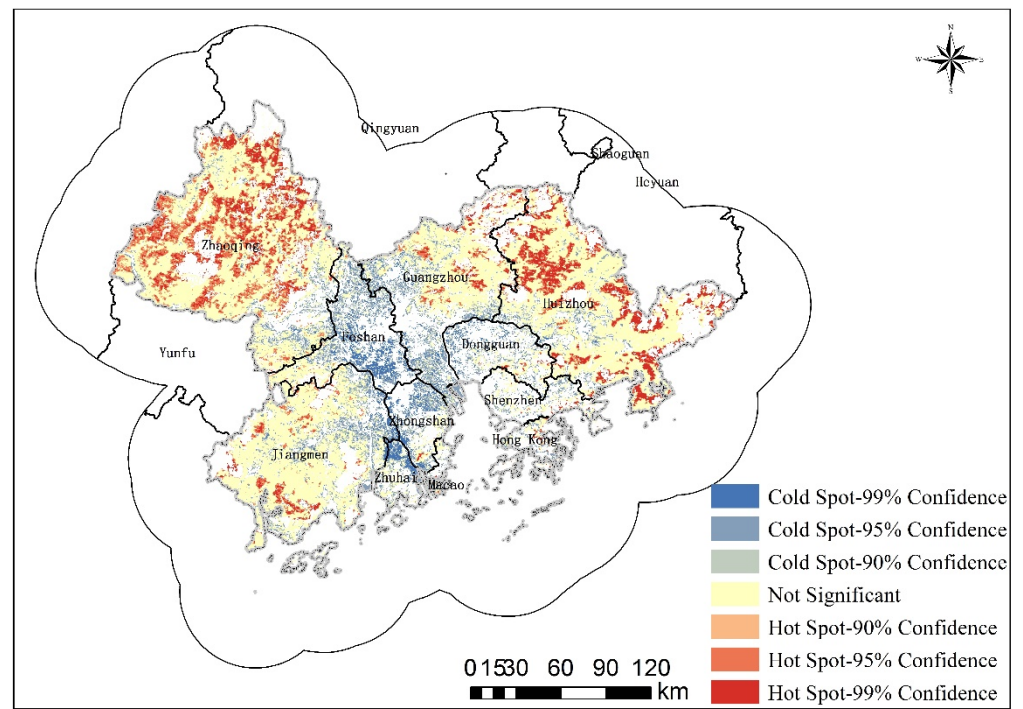 N
W E
S
Qingyuan
Shaoguan
Heyuan
Zhaoqing
Guangzhou
Huizhou
Foshan
Dongguan
Yunfu
Shenzhen
Zhongshan
Hong Kong
Jiangmen
Zhuhai
Macao
Cold Spot-99% Confidence
Cold Spot-95% Confidence
Cold Spot-90% Confidence
Not Significant
Hot Spot-90% Confidence
Hot Spot-95% Confidence
Hot Spot-99% Confidence
0 15 30 60 90 120
km